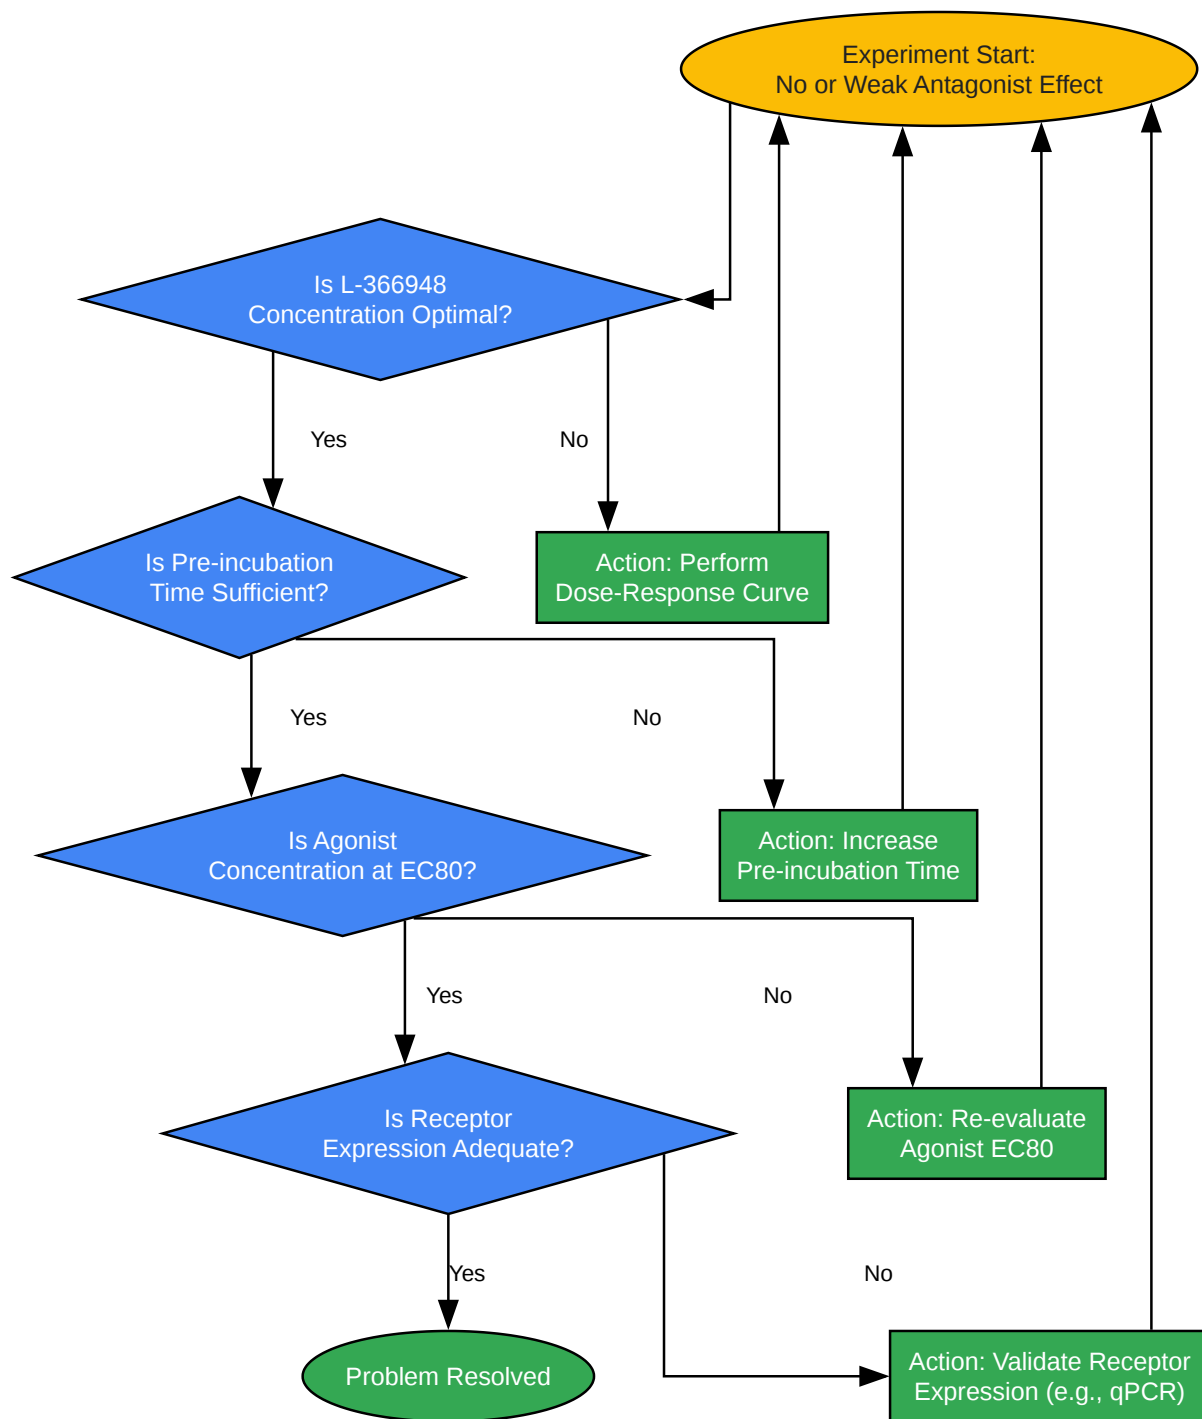 Experiment Start:
No or Weak Antagonist Effect
Is L-366948
Concentration Optimal?
Yes
No
Is Pre-incubation
Time Sufficient?
Action: Perform
Dose-Response Curve
Yes
No
Is Agonist
Concentration at EC80?
Action: Increase
Pre-incubation Time
Yes
No
Is Receptor
Expression Adequate?
Action: Re-evaluate
Agonist EC80
Yes
No
Problem Resolved
Action: Validate Receptor
Expression (e.g., qPCR)